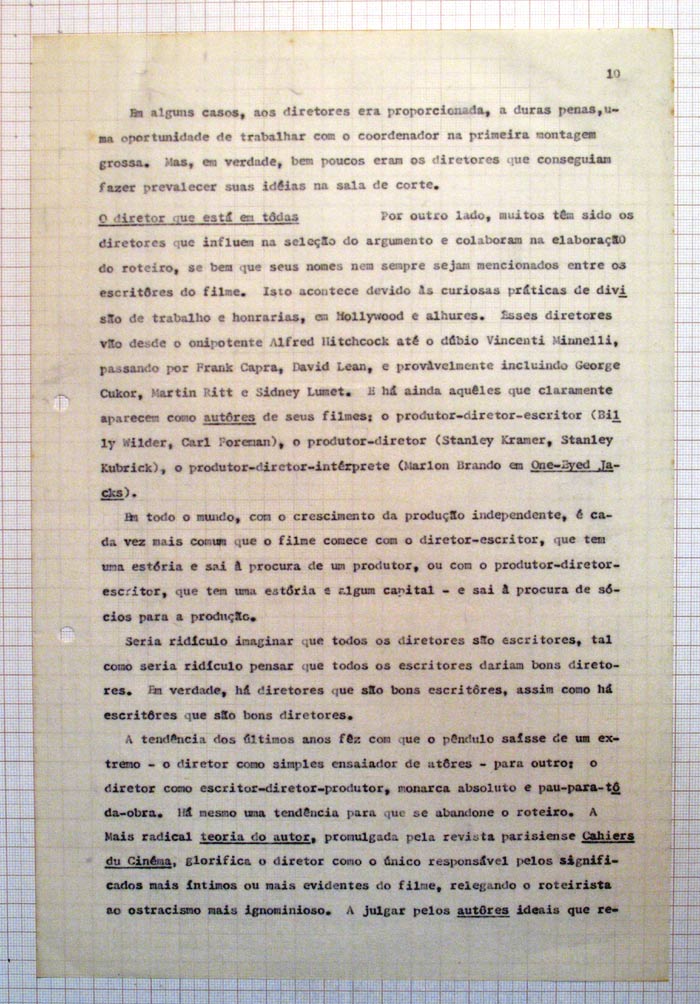 10
Em alguns casos, aos diretores era proporcionada, a duras penas,u-
ma oportunidade de trabalhar com o coordenador na primeira montagem
grossa. Mas, em verdade, bem poucos eram os diretores que conseguiam
fazer prevalecer suas idéias na sala de corte.
O diretor que está em tôdas Por outro lado, muitos têm sido os
diretores que influem na seleção do argumento e colaboram na elaboração
do roteiro, se bem que seus nomes nem sempre sejam mencionados entre os
escritôres do filme. Isto acontece devido às curiosas práticas de divi
são de trabalho e honrarias, em Hollywood e alhures. Esses diretores
vão desde o onipotente Alfred Hitchcock até o dúbio Vincenti Minnelli,
passando por Frank Capra, David Lean, e provàvelmente incluindo George
Cukor, Martin Ritt e Sidney Lumet. E há ainda aquêles que claramente
aparecem como autôres de seus filmes: o produtor-diretor-escritor (Bil
ly Wilder, Carl Foreman), o produtor-diretor (Stanley Kramer, Stanley
Kubrick), o produtor-diretor-intérprete (Marlon Brando em One-Eyed Ja-
cks).
Em todo o mundo, com o crescimento da produção independente, é ca-
da vez mais comum que o filme comece com o diretor-escritor, que tem
uma estória e sai à procura de um produtor, ou com o produtor-diretor-
escritor, que tem uma estória e algum capital - e sai à procura de só-
cios para a produção.
Seria ridículo imaginar que todos os diretores são escritores, tal
como seria ridículo pensar que todos os escritores dariam bons direto-
res. Em verdade, há diretores que são bons escritôres, assim como há
escritôres que são bons diretores.
A tendência dos últimos anos fêz com que o pêndulo saísse de um ex-
tremo - o diretor como simples ensaiador de atôres - para outro: o
diretor como escritor-diretor-produtor, monarca absoluto e pau-para-tô
da-obra. Há mesmo uma tendência para que se abandone o roteiro. A
Mais radical teoria do autor, promulgada pela revista parisiense Cahiers
du Cinéma, glorifica o diretor como o único responsável pelos signifi-
cados mais íntimos ou mais evidentes do filme, relegando o roteirista
ao ostracismo mais ignominioso. A julgar pelos autôres ideais que re-